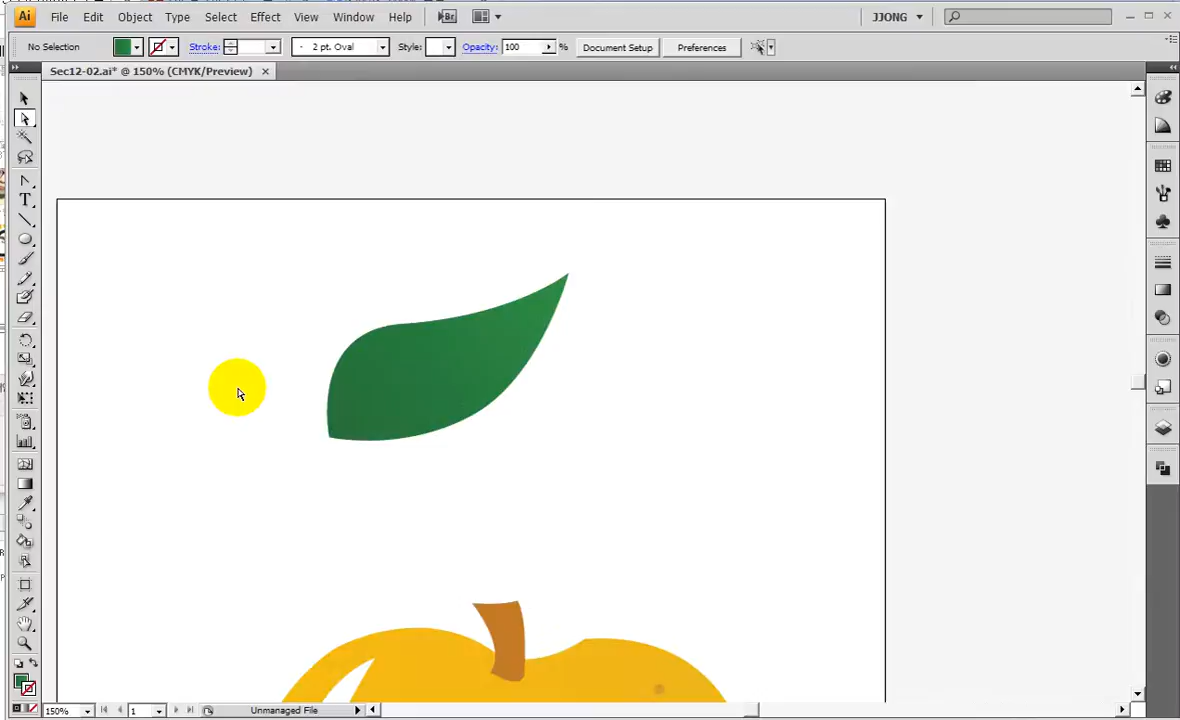 Ai File Edit Object Type Select Effect View Window Help Br JJONG
No Selection Stroke: 2 pt. Oval Style: Opacity: 100 % Document Setup Preferences
Sec12-02.ai* @ 150% (CMYK/Preview)
150% 1 Unmanaged File